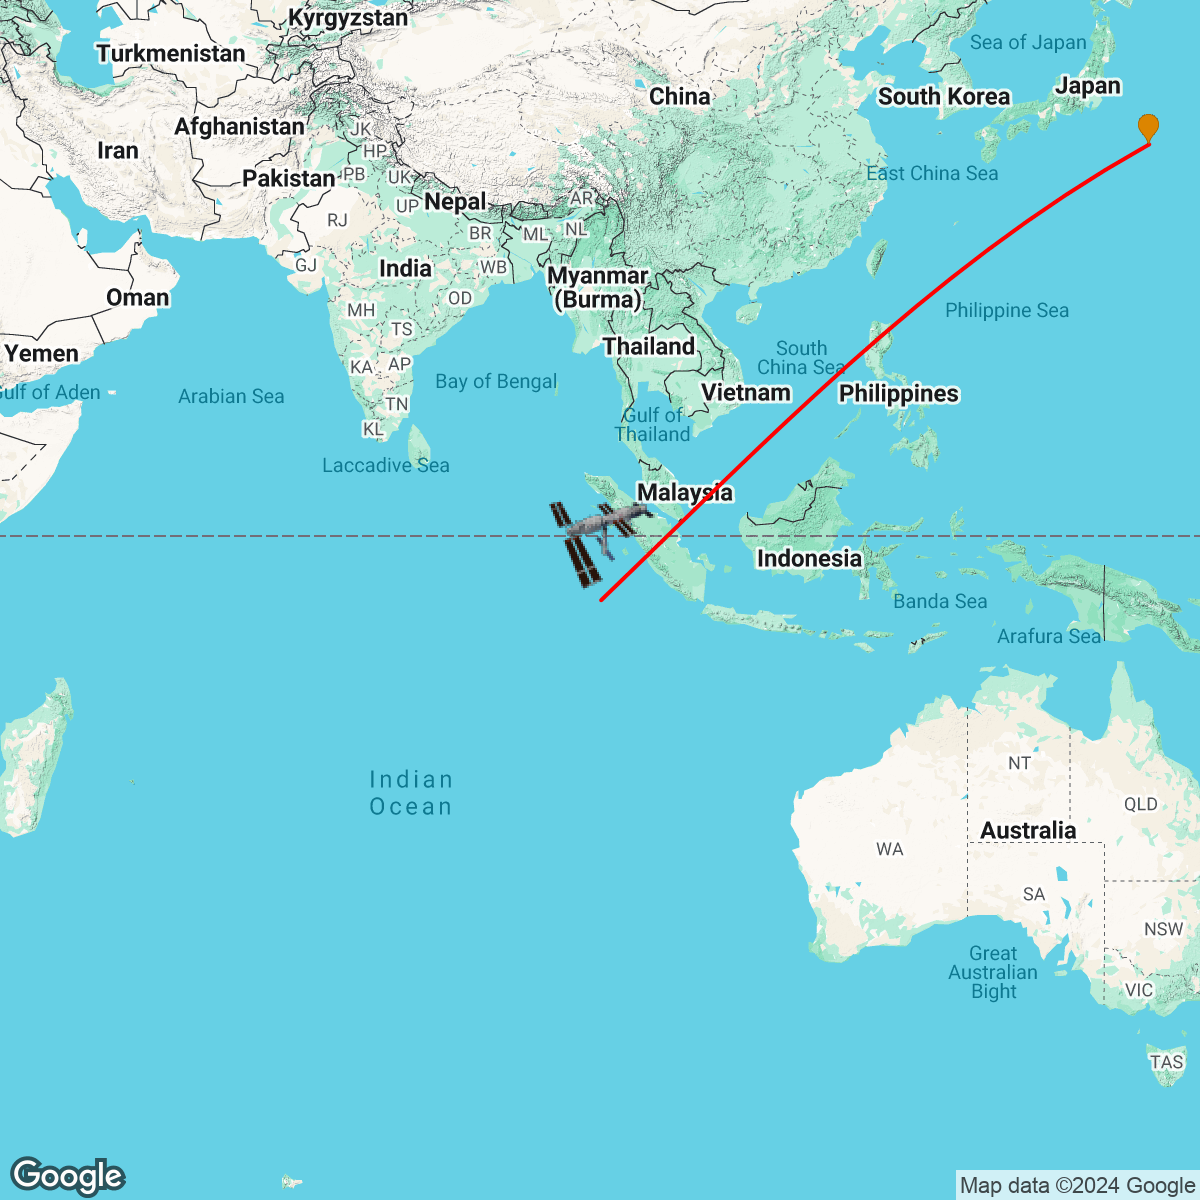 Kyrgyzstan
Sea of Japan
Turkmenistan
Japan
China
South Korea
Afghanistan
JK
Iran
HP
PB
UK
East China Sea
Pakistan
Nepal
AR
UP
RJ
BR
ML
NL
GJ
India
WB
Myanmar
(Burma)
Oman
OD
MH
Philippine Sea
TS
Yemen
Thailand
South
China Sea
KA
AP
Gulf of Aden
Arabian Sea
Bay of Bengal
Vietnam
Philippines
TN
KL
Gulf of
Thailand
Laccadive Sea
Malaysia
Indonesia
Banda Sea
Arafura Sea
NT
Indian
Ocean
QLD
Australia
WA
SA
NSW
Great
Australian
Bight
VIC
TAS
Google
Map data ©2024 Google